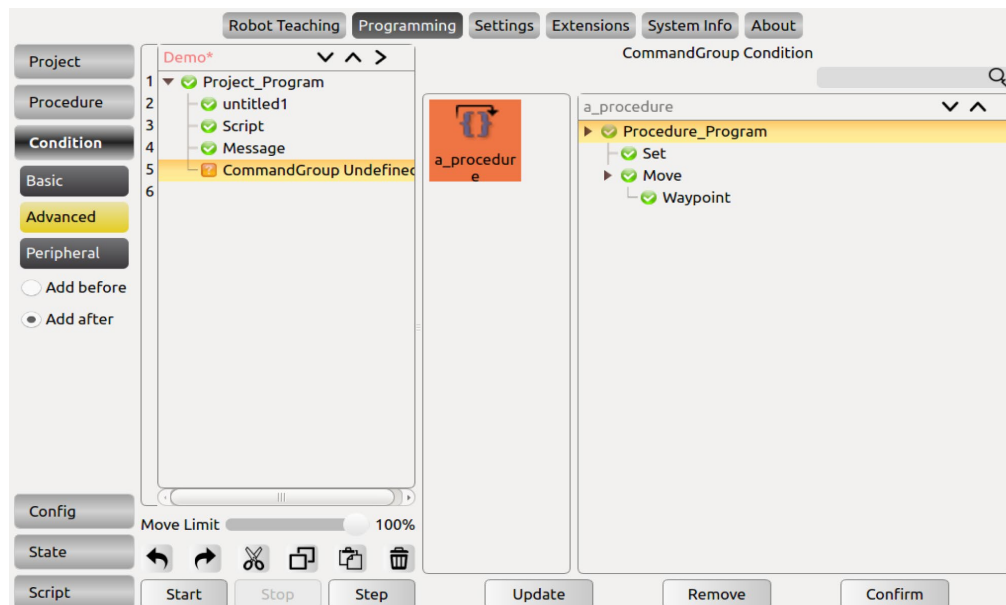 Robot Teaching Programming Settings Extensions System Info About
Project
Procedure
Condition
Basic
Advanced
Peripheral
Add before
Add after
Config
State
Script
Demo*
1 Project_Program
2 untitled1
3 Script
4 Message
5 CommandGroup Undefined
6
Move Limit 100%
Start Stop Step
CommandGroup Condition
a_procedur
e
a_procedure
Procedure_Program
Set
Move
Waypoint
Update Remove Confirm